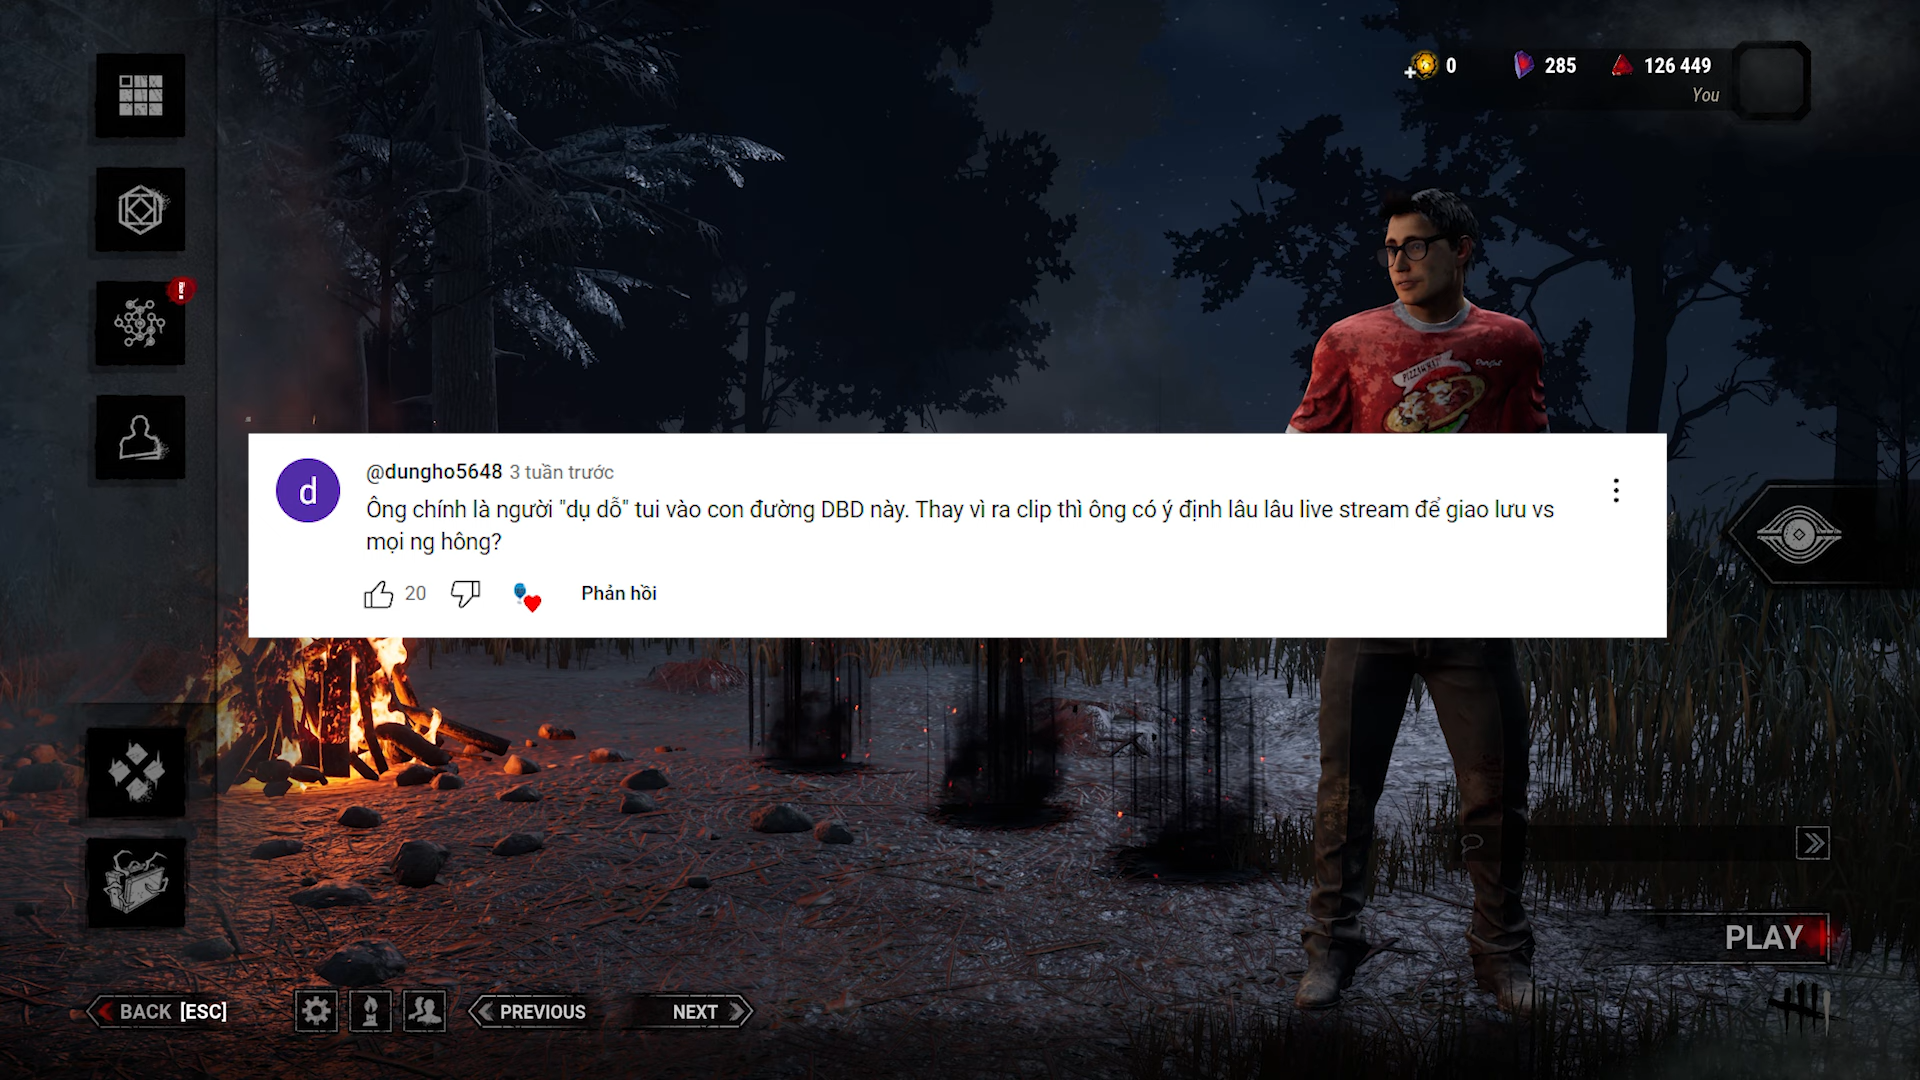 0
285
126 449
You
!
PIZZAWHAT
@dungho5648 3 tuần trước
d
Ông chính là người "dụ dỗ" tui vào con đường DBD này. Thay vì ra clip thì ông có ý định lâu lâu live stream để giao lưu vs
mọi ng hông?
20
Phản hồi
PLAY
BACK [ESC]
PREVIOUS
NEXT